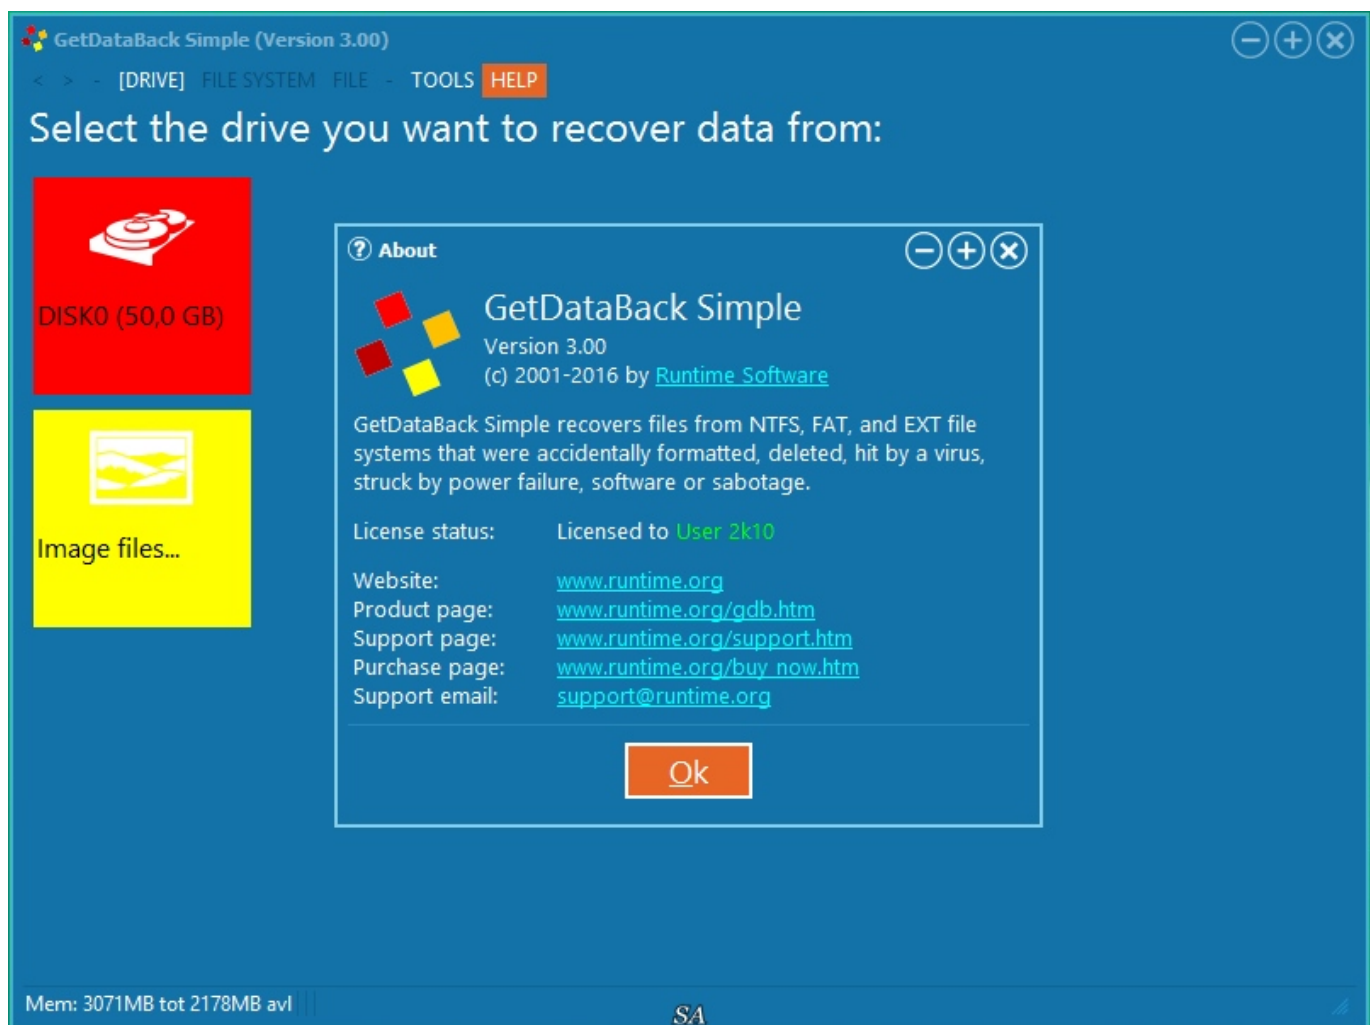 GetDataBack Simple (Version 3.00)
< > - [DRIVE] FILE SYSTEM FILE - TOOLS HELP
Select the drive you want to recover data from:
DISK0 (50,0 GB)
Image files...
? About
GetDataBack Simple
Version 3.00
(c) 2001-2016 by Runtime Software
GetDataBack Simple recovers files from NTFS, FAT, and EXT file
systems that were accidentally formatted, deleted, hit by a virus,
struck by power failure, software or sabotage.
License status: Licensed to User 2k10
Website: www.runtime.org
Product page: www.runtime.org/gdb.htm
Support page: www.runtime.org/support.htm
Purchase page: www.runtime.org/buy_now.htm
Support email: support@runtime.org
Ok
Mem: 3071MB tot 2178MB avl
SA